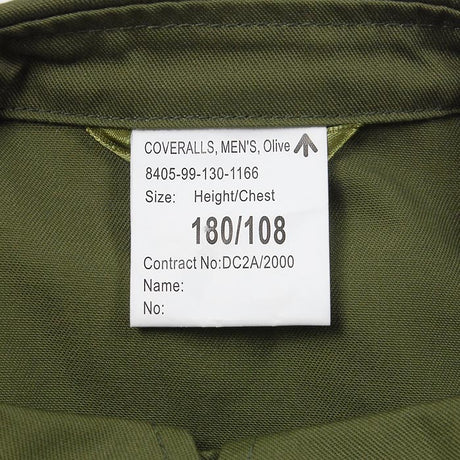 COVERALLS, MEN'S, Olive
8405-99-130-1166
Size: Height/Chest
180/108
Contract No:DC2A/2000
Name:
No: